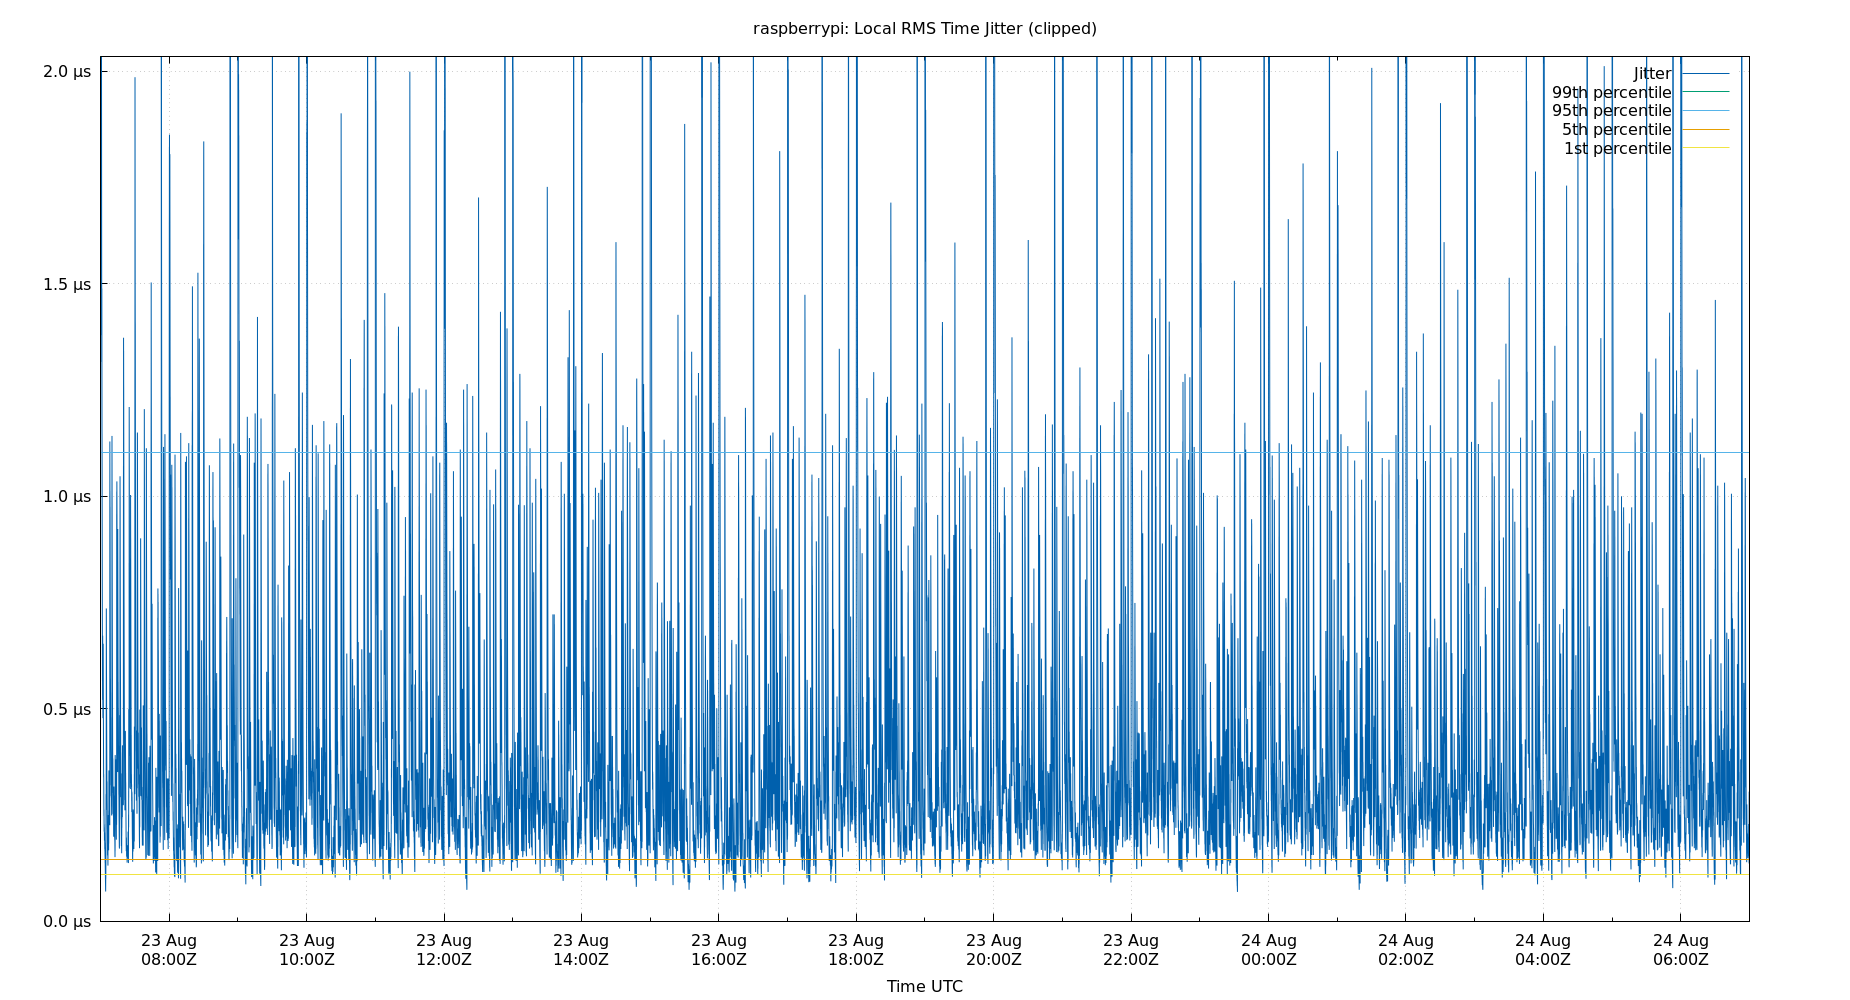 raspberrypi: Local RMS Time Jitter (clipped)
2.0 µs
1.5 µs
1.0 µs
0.5 µs
0.0 µs
Jitter
99th percentile
95th percentile
5th percentile
1st percentile
23 Aug 23 Aug 23 Aug 23 Aug 23 Aug 23 Aug 23 Aug 23 Aug 24 Aug 24 Aug 24 Aug 24 Aug
08:00Z 10:00Z 12:00Z 14:00Z 16:00Z 18:00Z 20:00Z 22:00Z 00:00Z 02:00Z 04:00Z 06:00Z
Time UTC